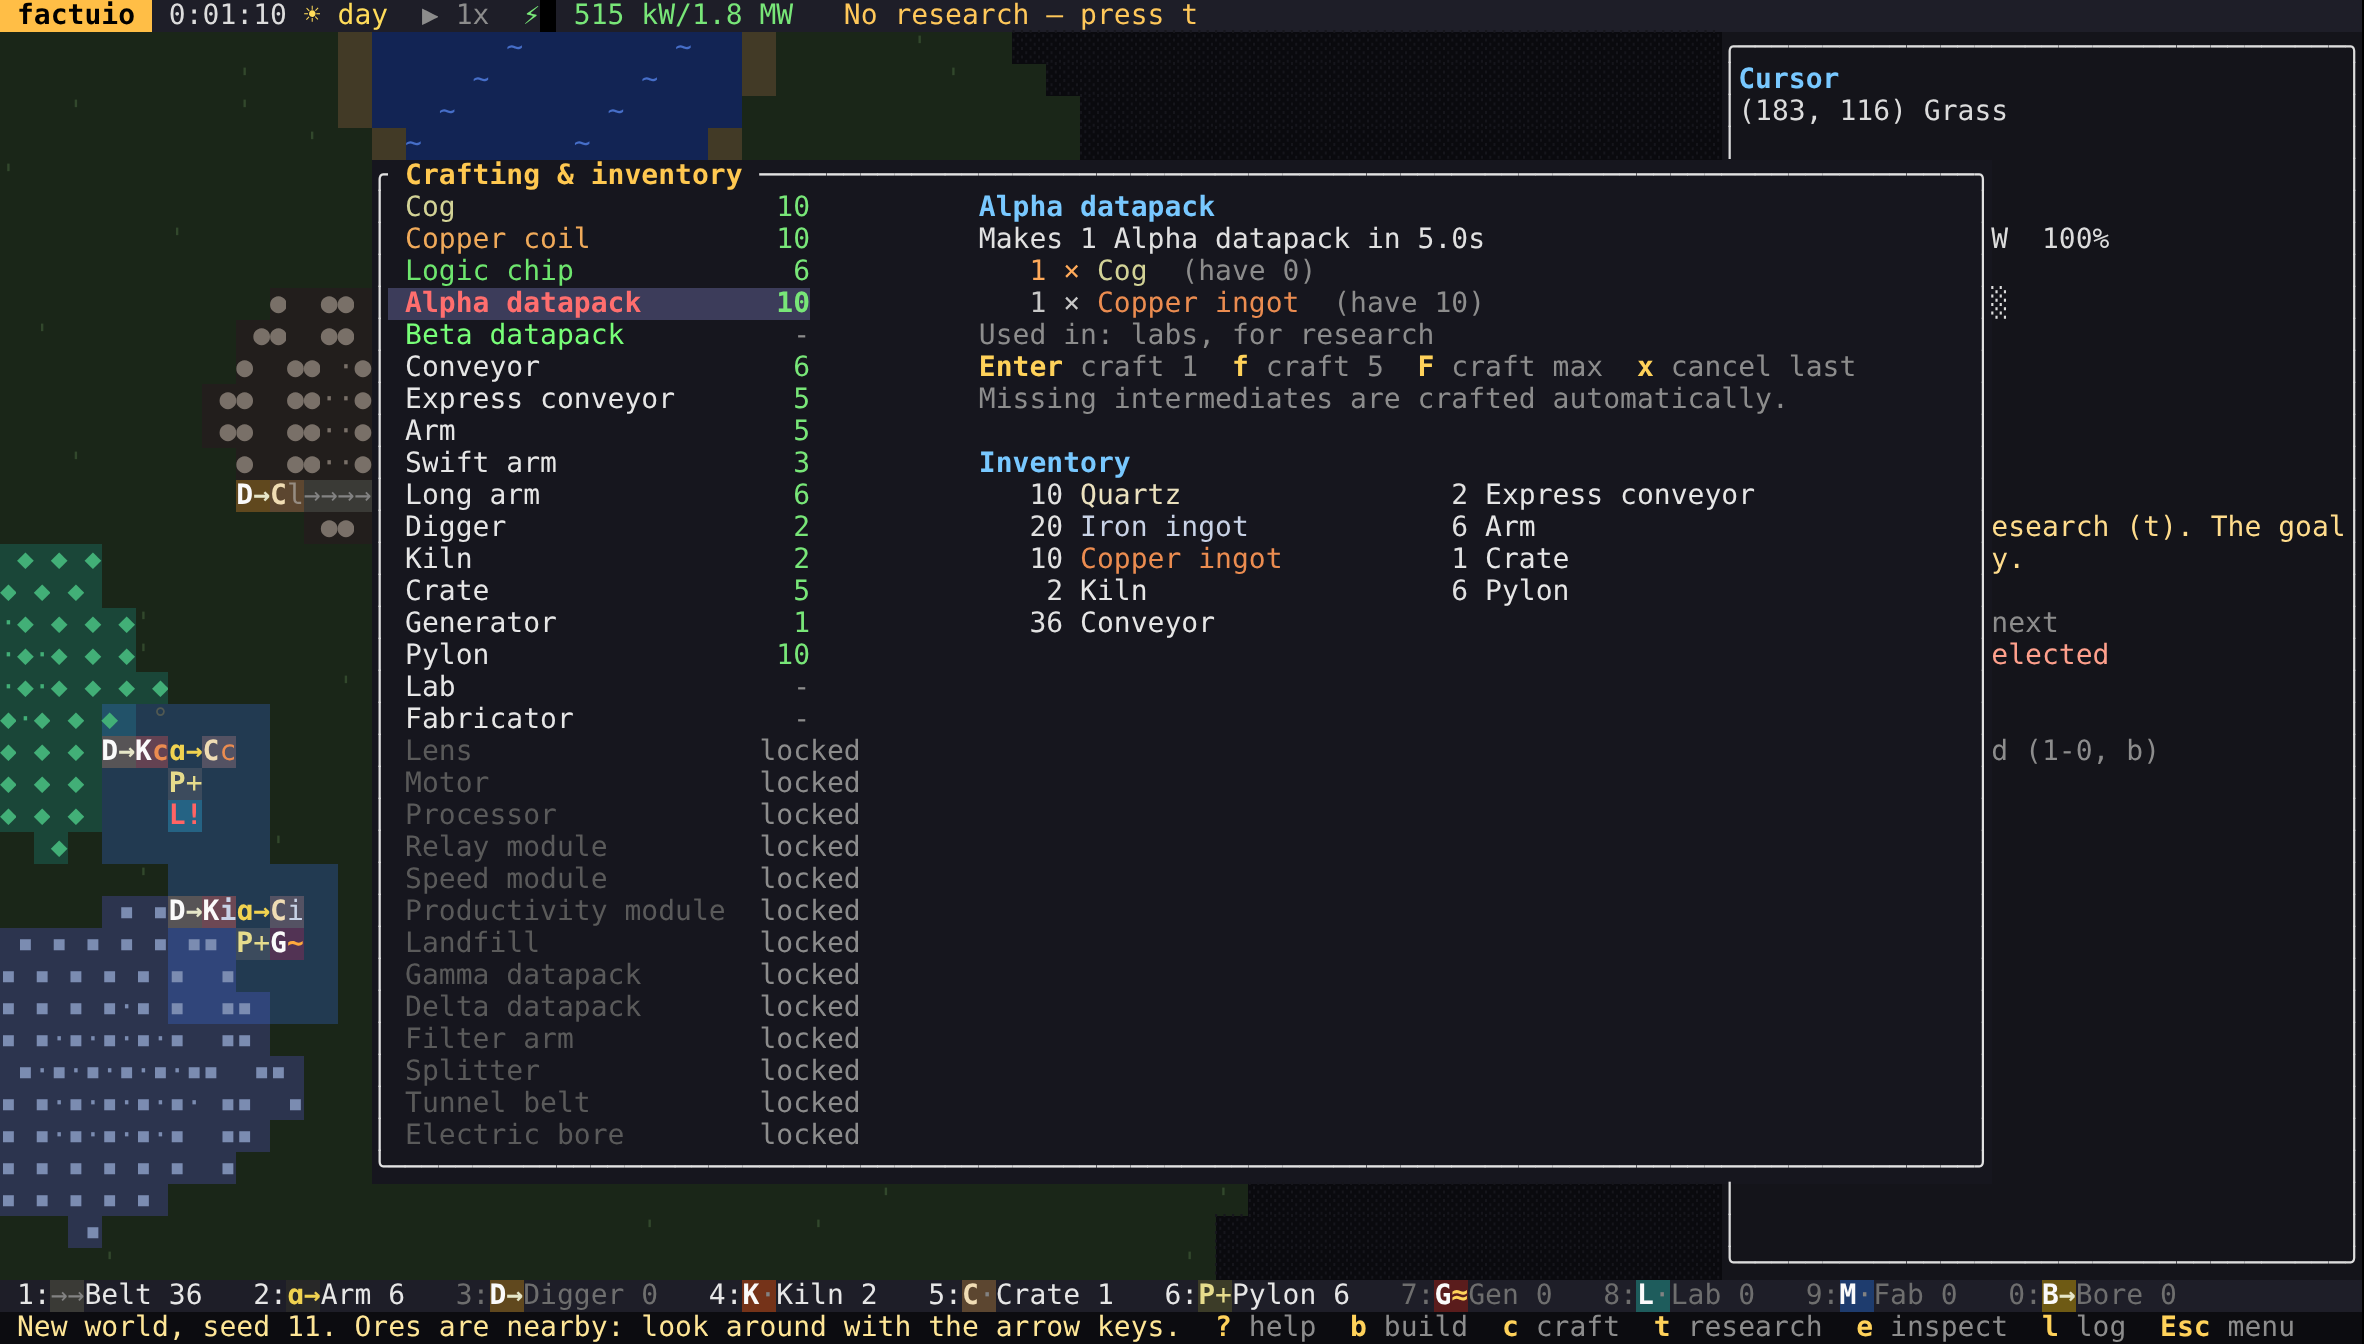 factuio 0:01:10 ☀ day ▶ 1x ⚡ 515 kW/1.8 MW No research — press t
Cursor
(183, 116) Grass
Crafting & inventory
Cog 10
Copper coil 10
Logic chip 6
Alpha datapack 10
Beta datapack -
Conveyor 6
Express conveyor 5
Arm 5
Swift arm 3
Long arm 6
Digger 2
Kiln 2
Crate 5
Generator 1
Pylon 10
Lab -
Fabricator -
Lens locked
Motor locked
Processor locked
Relay module locked
Speed module locked
Productivity module locked
Landfill locked
Gamma datapack locked
Delta datapack locked
Filter arm locked
Splitter locked
Tunnel belt locked
Electric bore locked
Alpha datapack
Makes 1 Alpha datapack in 5.0s
1 × Cog (have 0)
1 × Copper ingot (have 10)
Used in: labs, for research
Enter craft 1 f craft 5 F craft max x cancel last
Missing intermediates are crafted automatically.
Inventory
10 Quartz 2 Express conveyor
20 Iron ingot 6 Arm
10 Copper ingot 1 Crate
2 Kiln 6 Pylon
36 Conveyor
W 100%
esearch (t). The goal
y.
next
elected
d (1-0, b)
D→Cl→→→→
D→Kcɑ→Cc
P+
L!
D→Kiɑ→Ci
P+G~
1:→→Belt 36 2:ɑ→Arm 6 3:D→Digger 0 4:K·Kiln 2 5:C·Crate 1 6:P+Pylon 6 7:G≈Gen 0 8:L·Lab 0 9:M·Fab 0 0:B→Bore 0
New world, seed 11. Ores are nearby: look around with the arrow keys. ? help b build c craft t research e inspect l log Esc menu